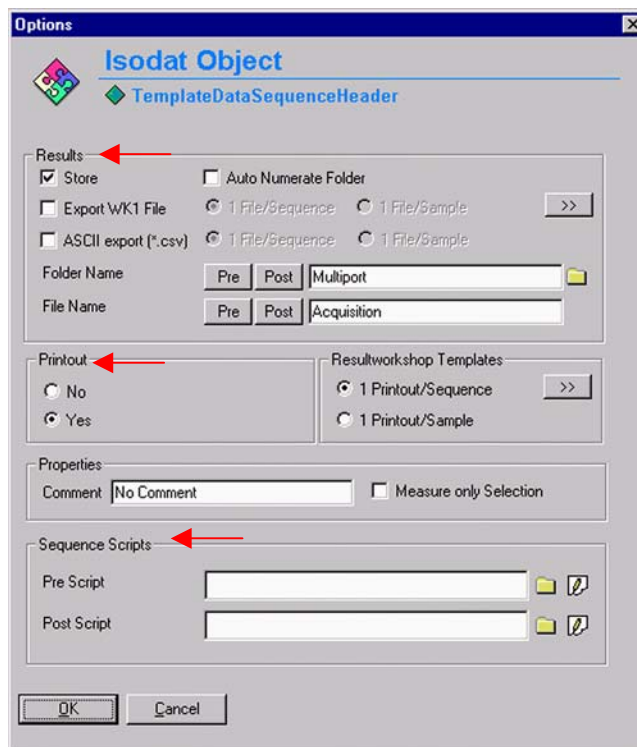 Options
Isodat Object
TemplateDataSequenceHeader
Results
Store
Auto Numerate Folder
Export WK1 File
1 File/Sequence
1 File/Sample
>>
ASCII export (*.csv)
1 File/Sequence
1 File/Sample
Folder Name
Pre
Post
Multiport
File Name
Pre
Post
Acquisition
Printout
No
Yes
Resultworkshop Templates
1 Printout/Sequence
>>
1 Printout/Sample
Properties
Comment
No Comment
Measure only Selection
Sequence Scripts
Pre Script
Post Script
OK
Cancel